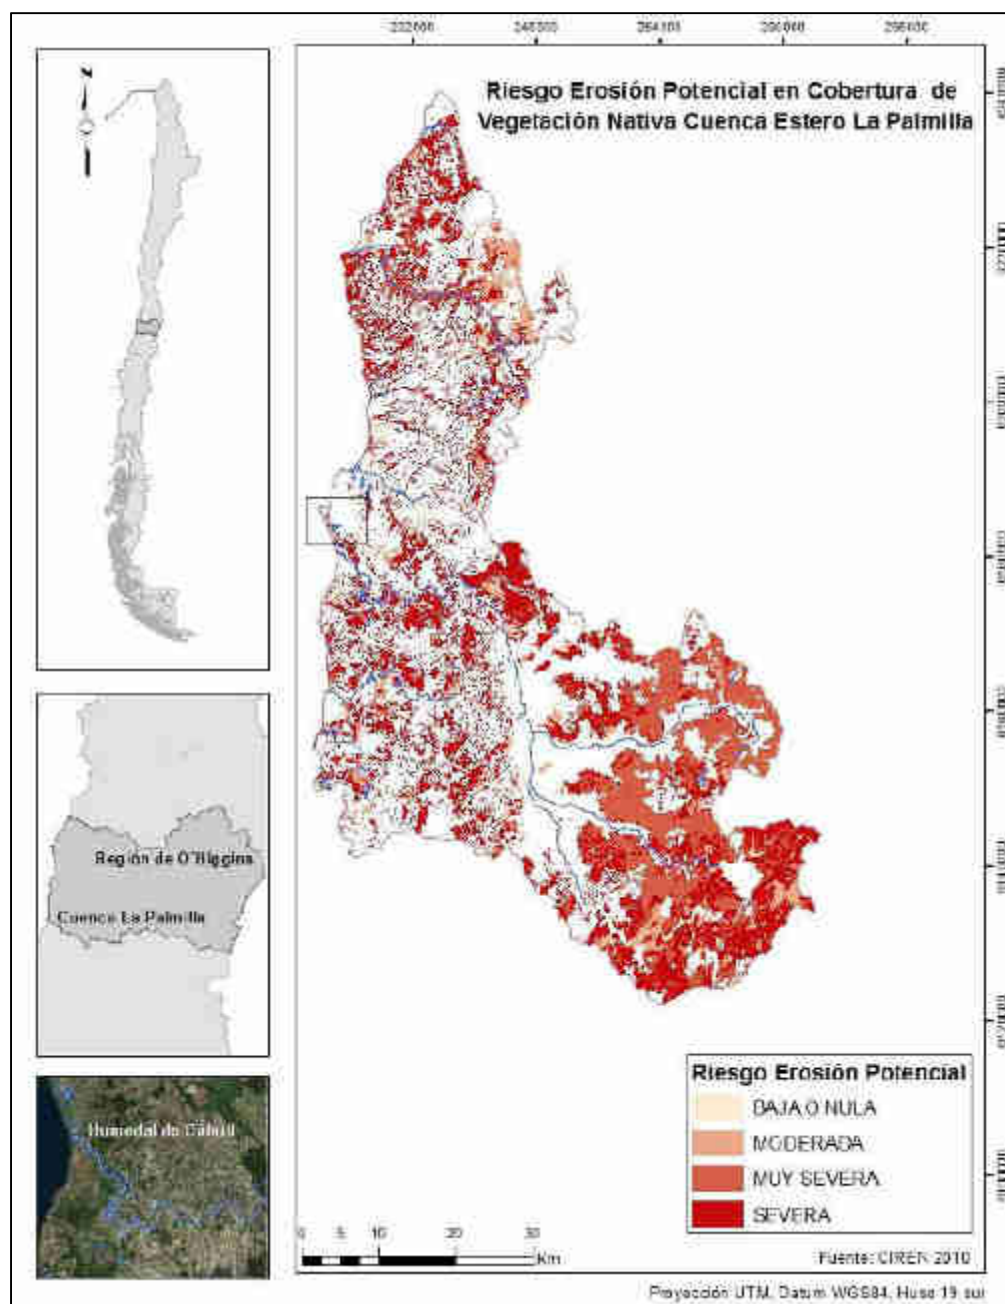 Riesgo Erosión Potencial en Cobertura de
Vegetación Nativa Cuenca Estero La Palmilla
Región de O'Higgins
Cuenca La Palmilla
Humedal de Cáhuil
Riesgo Erosión Potencial
BAJA O NULA
MODERADA
MUY SEVERA
SEVERA
0 5 10 20 30
Km
Fuente: CIREN 2010
Proyección UTM, Datum WGS84, Huso 19 sur